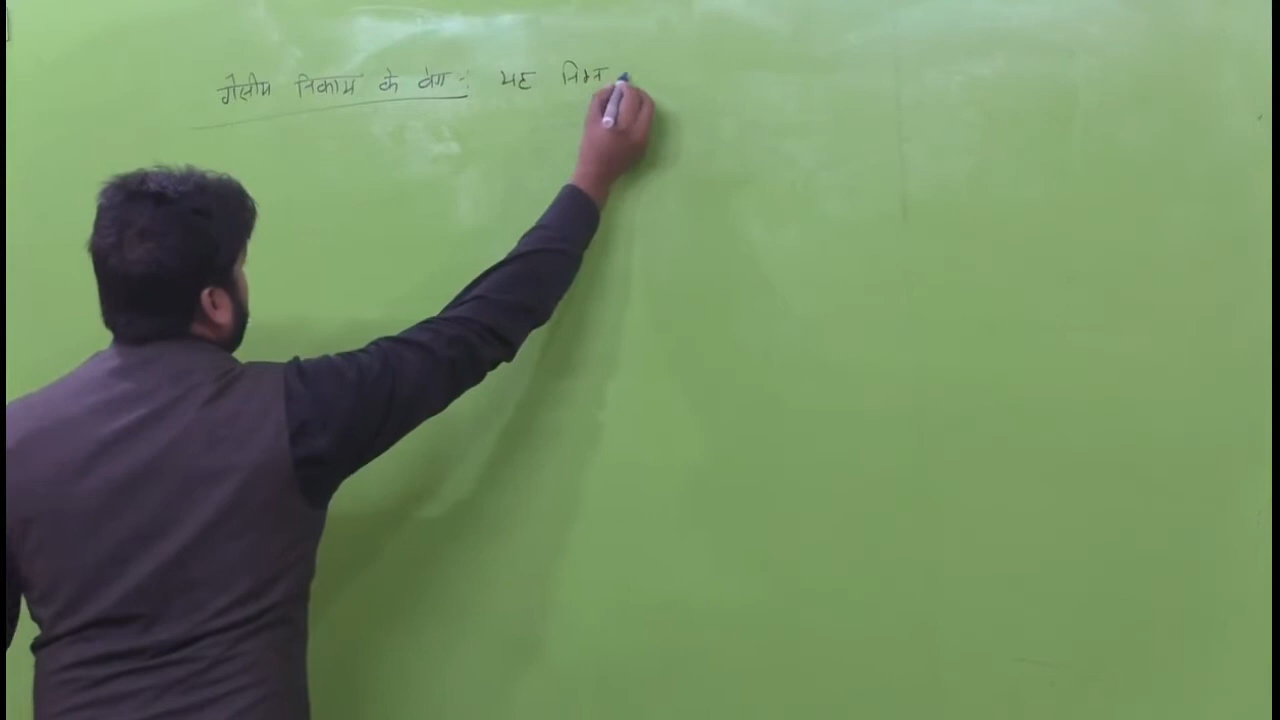 गैसीय निकाय के वेग :- यह निम्न